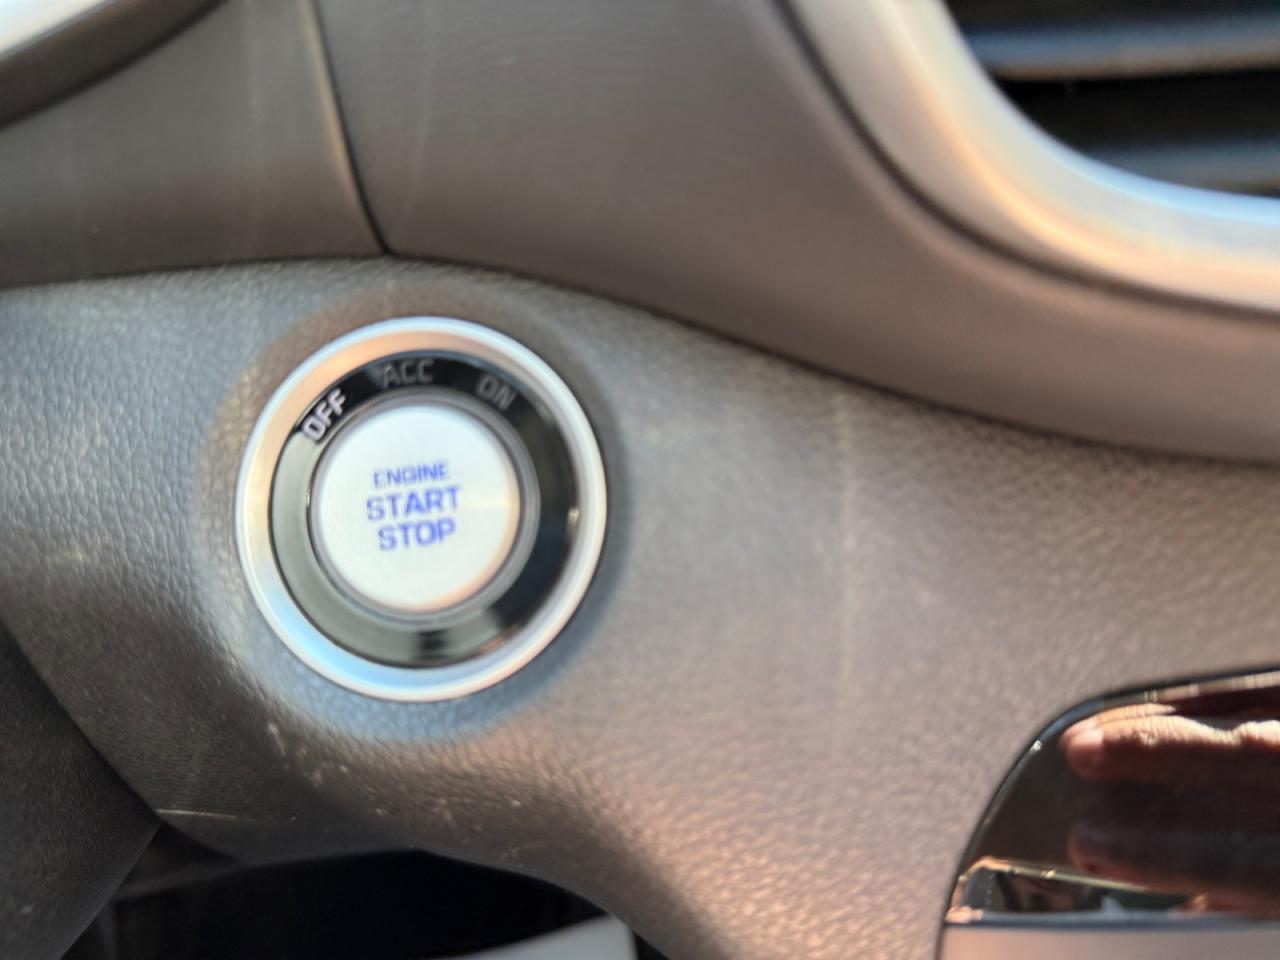 OFF ACC ON
ENGINE
START
STOP